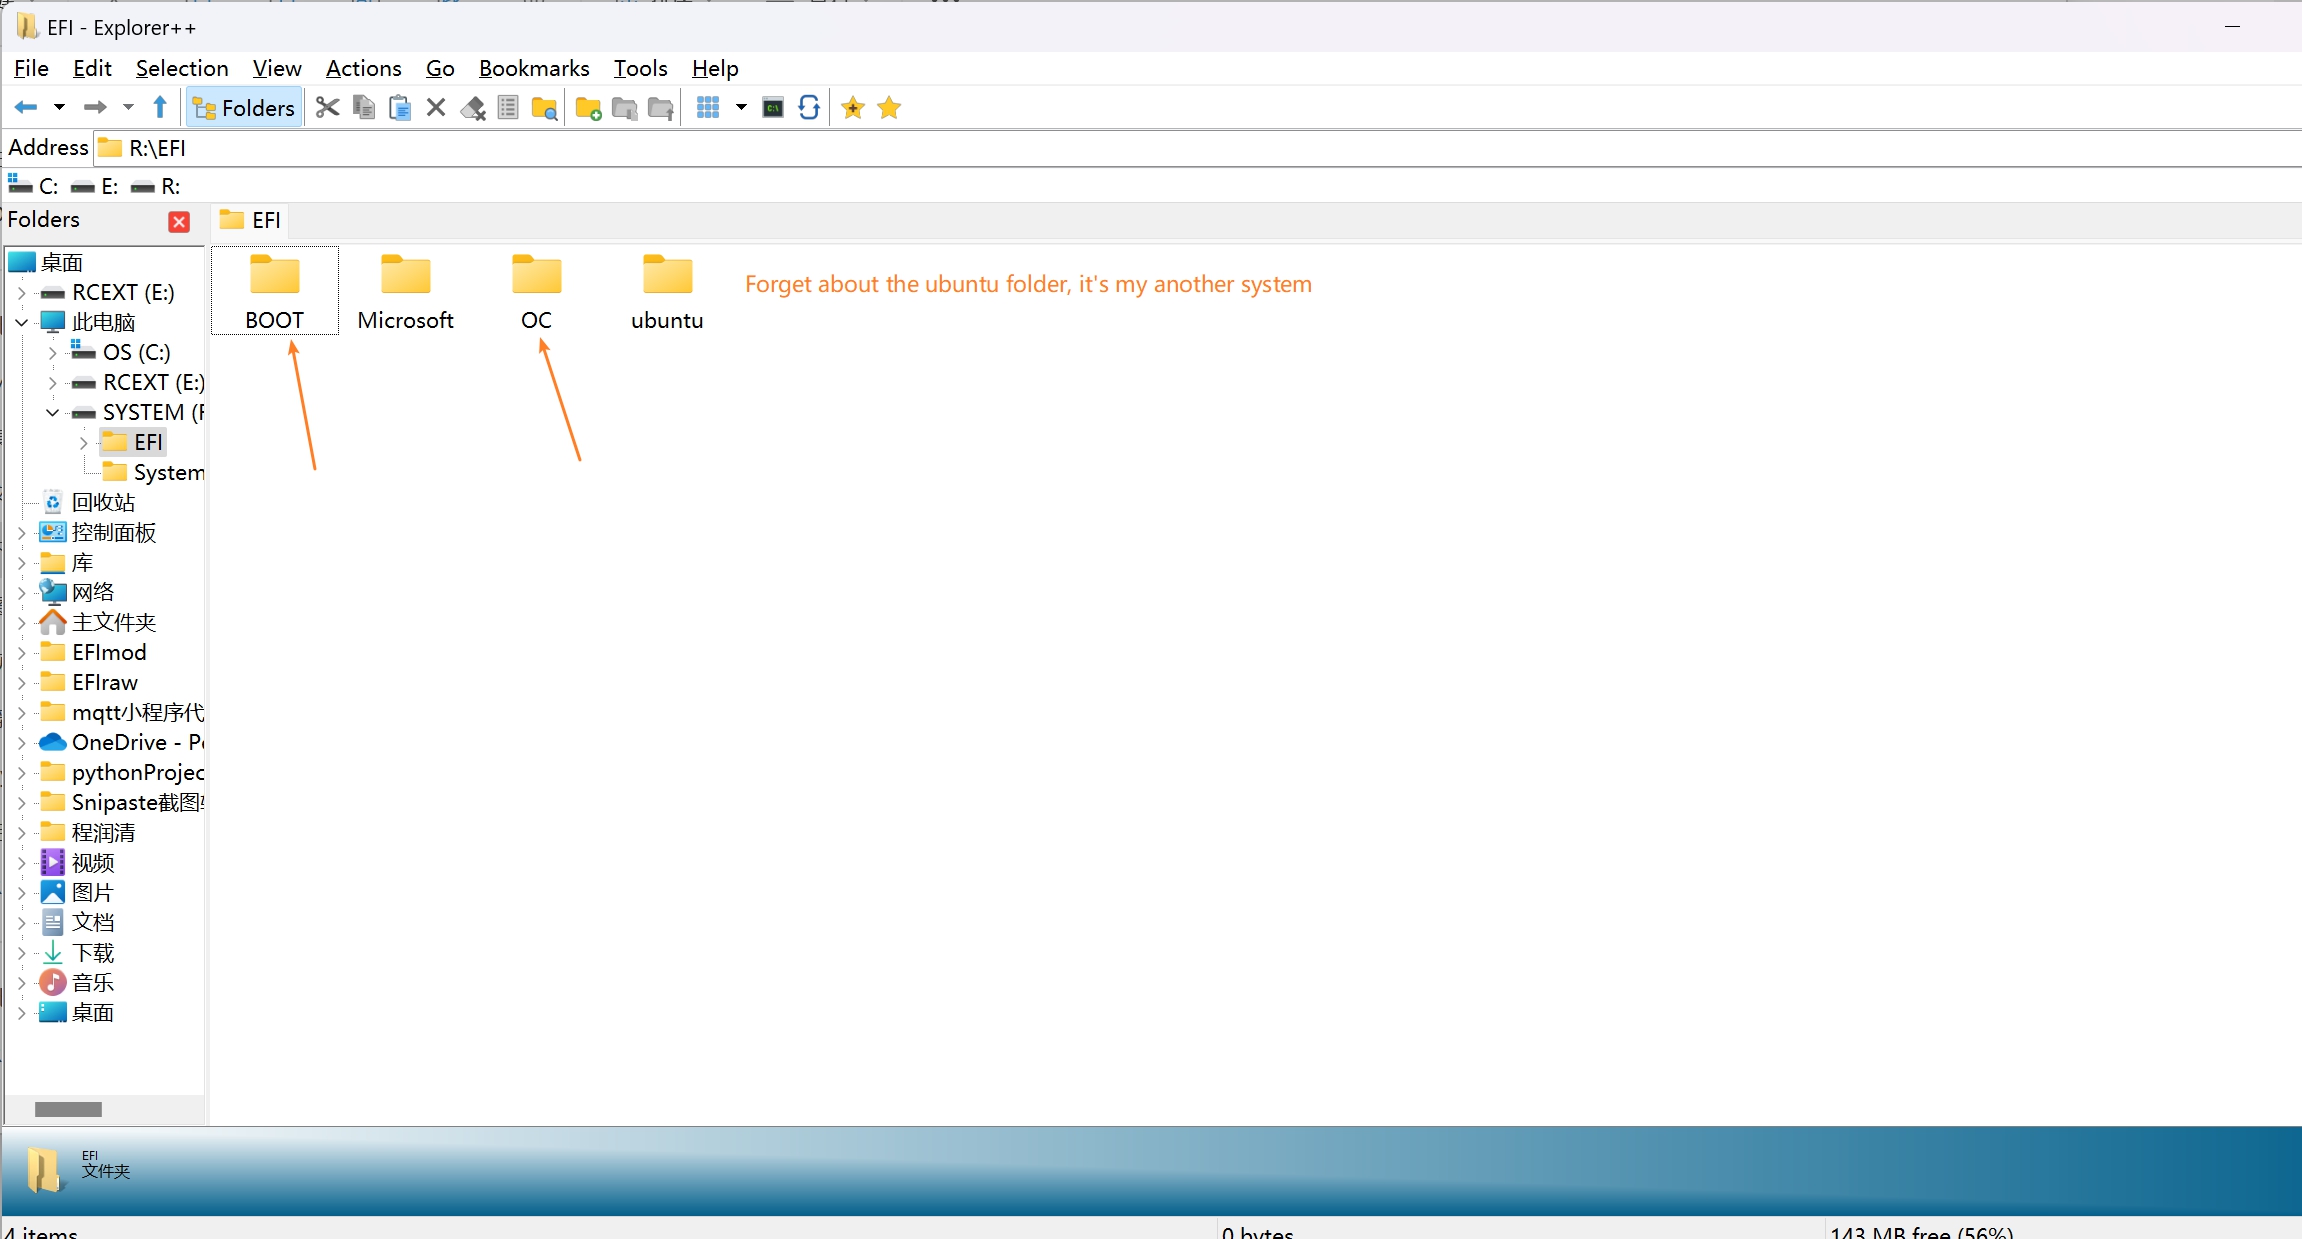 EFI - Explorer++
File Edit Selection View Actions Go Bookmarks Tools Help
Folders
Address R:\EFI
C: E: R:
Folders
EFI
桌面
RCEXT (E:)
此电脑
OS (C:)
RCEXT (E:)
SYSTEM (
EFI
System
回收站
控制面板
库
网络
主文件夹
EFImod
EFIraw
mqtt小程序代
OneDrive - P
pythonProjec
Snipaste截图
程润清
视频
图片
文档
下载
音乐
桌面
BOOT Microsoft OC ubuntu
Forget about the ubuntu folder, it's my another system
EFI
文件夹
4 items 0 bytes 143 MB free (56%)